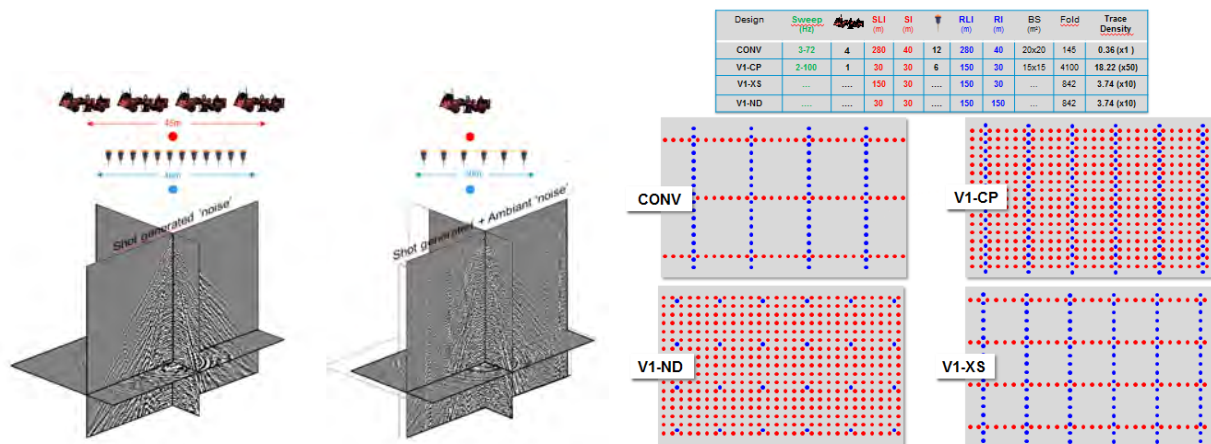 Design Sweep (Hz) SLI (m) SI (m) RLI (m) RI (m) BS (m²) Fold Trace Density
CONV 3-72 4 280 40 12 280 40 20x20 145 0.36 (x1 )
V1-CP 2-100 1 30 30 6 150 30 15x15 4100 18.22 (x50)
V1-XS ... .... 150 30 .... 150 30 ... 842 3.74 (x10)
V1-ND .... .... 30 30 .... 150 150 ... 842 3.74 (x10)
45m
Shot generated 'noise'
Shot generated + Ambiant 'noise'
CONV
V1-CP
V1-ND
V1-XS